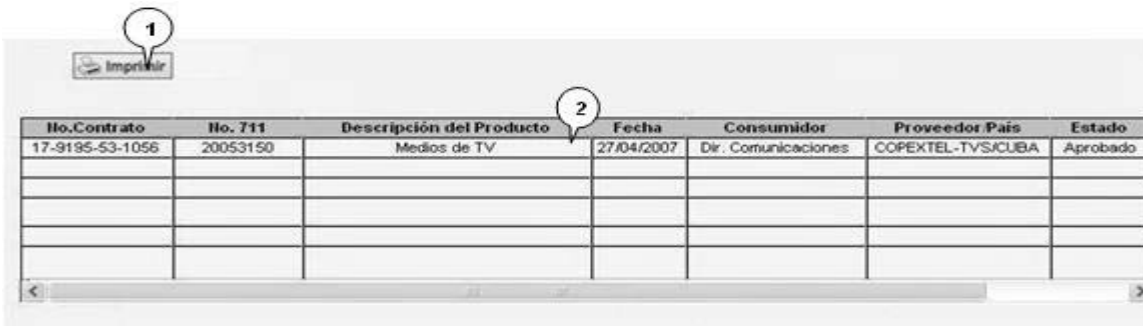 1
Imprimir
2
No.Contrato No. 711 Descripción del Producto Fecha Consumidor Proveedor/País Estado
17-9195-53-1056 20053150 Medios de TV 27/04/2007 Dir. Comunicaciones COPEXTEL-TVS/CUBA Aprobado